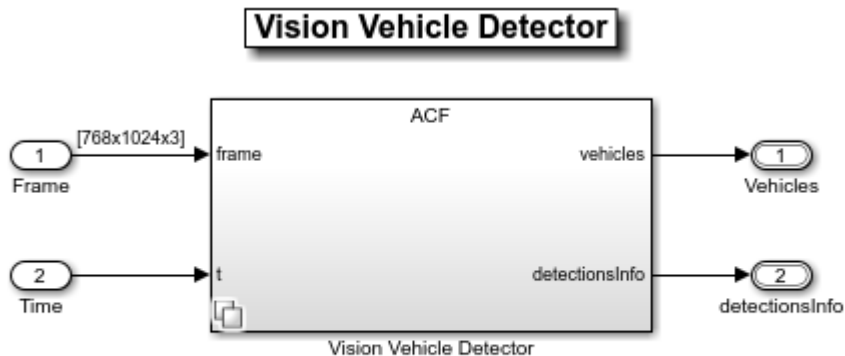 Vision Vehicle Detector
ACF
[768x1024x3]
1
frame
vehicles
1
Frame
Vehicles
2
t
detectionsInfo
2
Time
detectionsInfo
Vision Vehicle Detector